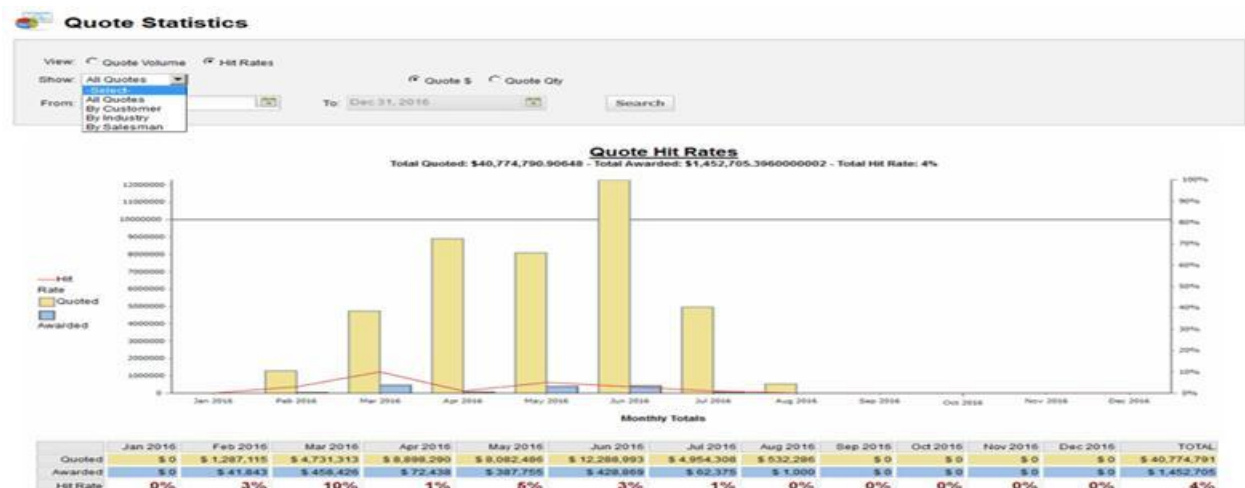 Quote Statistics
View: Quote Volume Hit Rates
Show: All Quotes Quote $ Quote Qty
-Select-
All Quotes
By Customer
By Industry
By Salesman
From: To: Dec 31, 2016 Search
Quote Hit Rates
Total Quoted: $40,774,790.90648 - Total Awarded: $1,452,705.3960000002 - Total Hit Rate: 4%
12000000
11000000
10000000
9000000
8000000
7000000
6000000
5000000
4000000
3000000
2000000
1000000
0
100%
90%
80%
70%
60%
50%
40%
30%
20%
10%
0%
Hit Rate
Quoted
Awarded
Jan 2016 Feb 2016 Mar 2016 Apr 2016 May 2016 Jun 2016 Jul 2016 Aug 2016 Sep 2016 Oct 2016 Nov 2016 Dec 2016
Monthly Totals
Jan 2016 Feb 2016 Mar 2016 Apr 2016 May 2016 Jun 2016 Jul 2016 Aug 2016 Sep 2016 Oct 2016 Nov 2016 Dec 2016 TOTAL
Quoted $ 0 $ 1,287,115 $ 4,731,313 $ 8,898,290 $ 8,082,486 $ 12,288,993 $ 4,954,308 $ 532,286 $ 0 $ 0 $ 0 $ 0 $ 40,774,791
Awarded $ 0 $ 41,843 $ 458,426 $ 72,438 $ 387,755 $ 428,869 $ 62,375 $ 1,000 $ 0 $ 0 $ 0 $ 0 $ 1,452,705
Hit Rate 0% 3% 10% 1% 5% 3% 1% 0% 0% 0% 0% 0% 4%